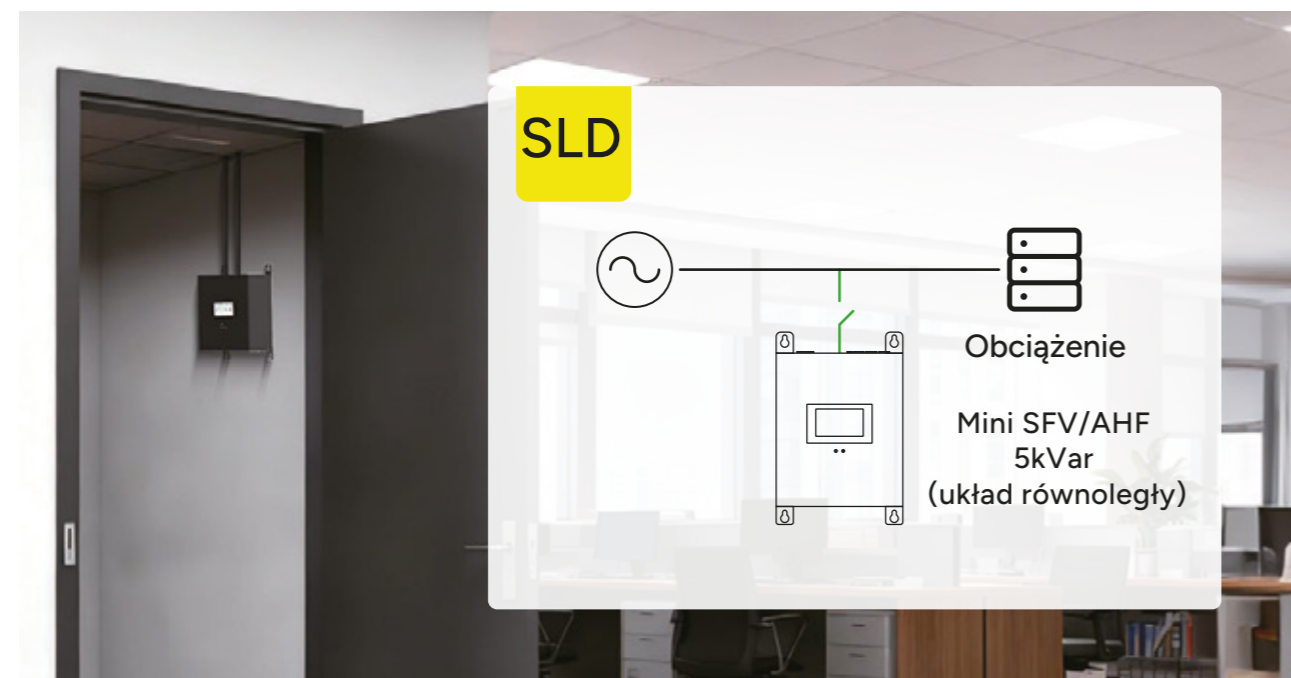 SLD
Obciążenie
Mini SFV/AHF
5kVar
(układ równoległy)